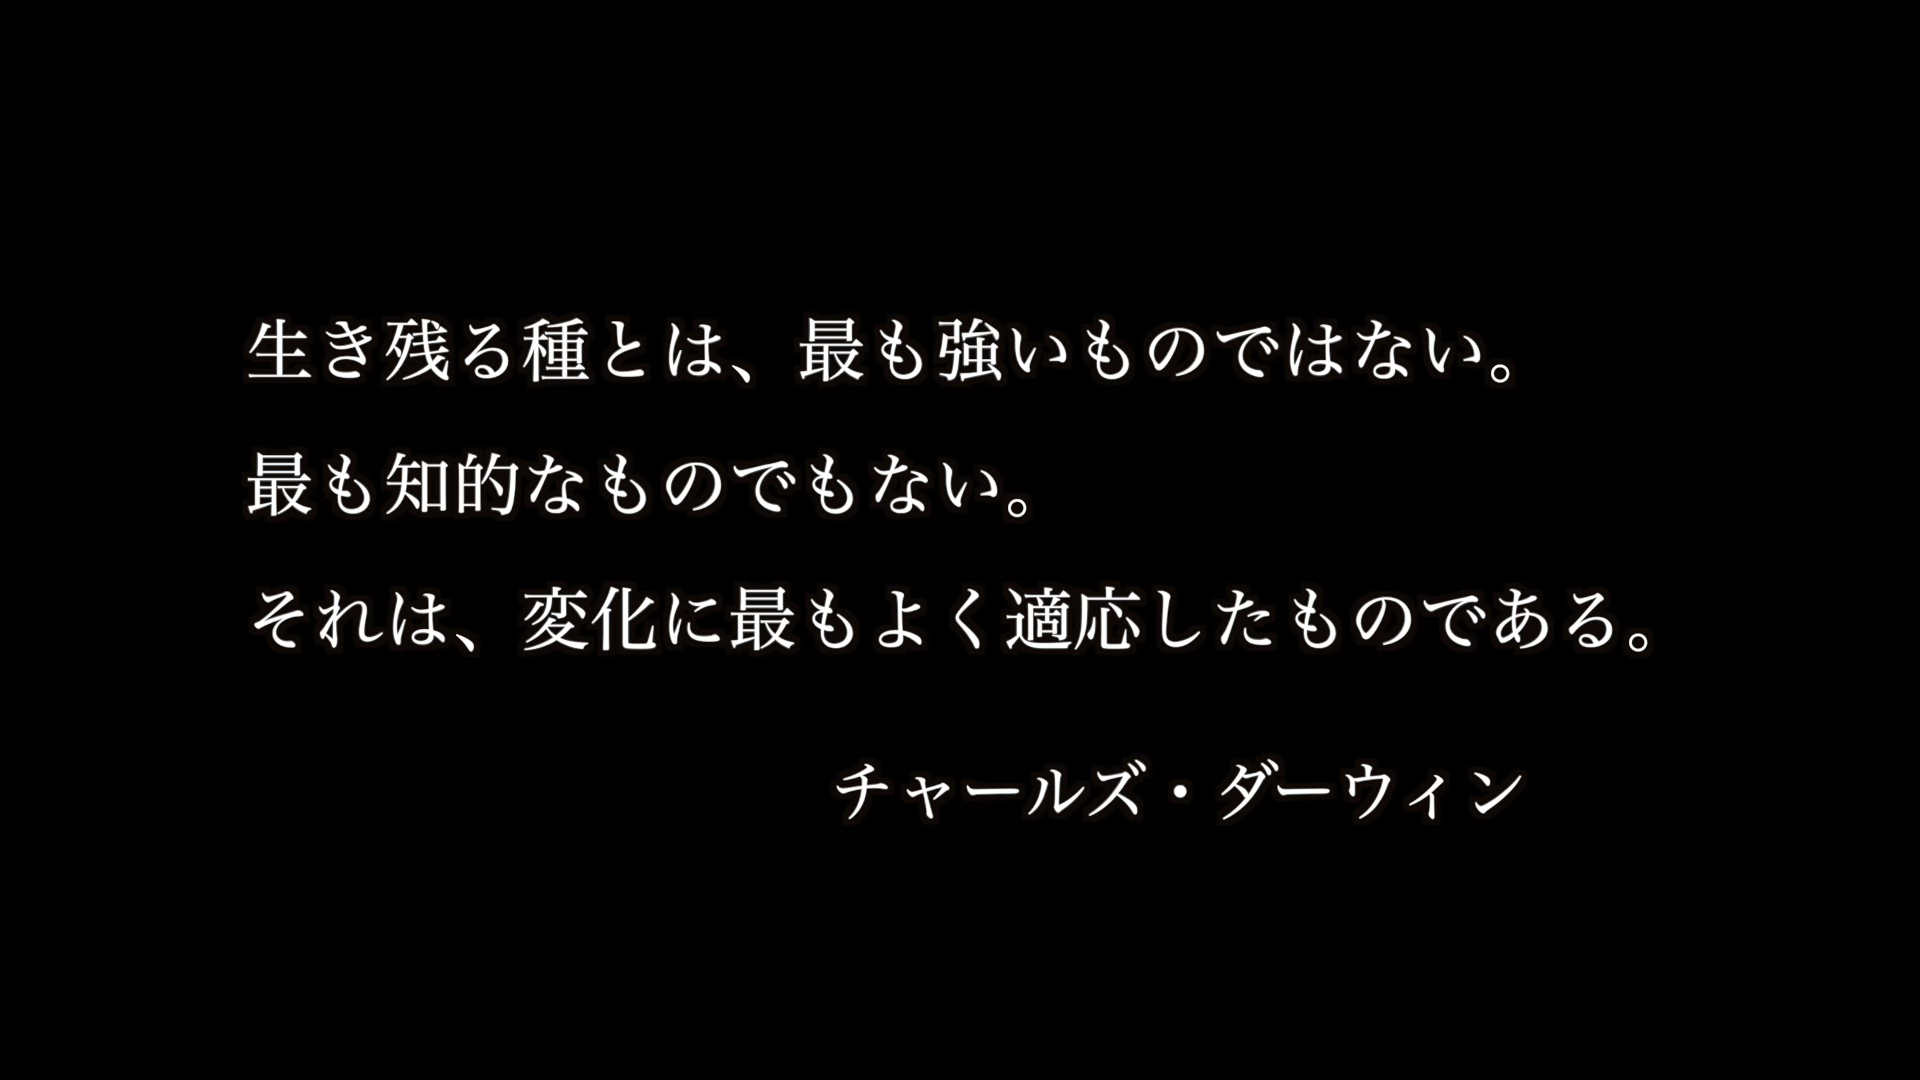 生き残る種とは、最も強いものではない。
最も知的なものでもない。
それは、変化に最もよく適応したものである。
チャールズ・ダーウィン